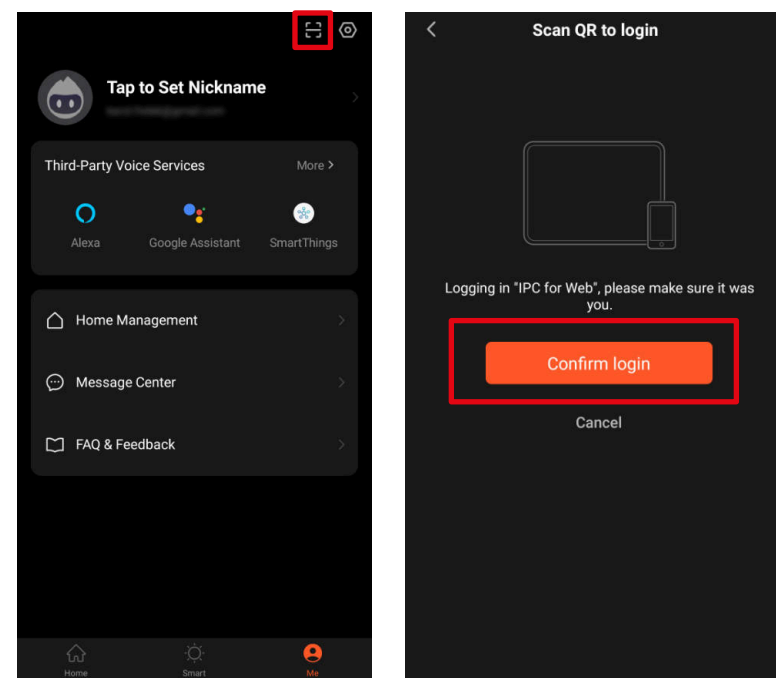 Tap to Set Nickname
Third-Party Voice Services
More >
Alexa
Google Assistant
SmartThings
Home Management
Message Center
FAQ & Feedback
Home
Smart
Me
Scan QR to login
Logging in "IPC for Web", please make sure it was
you.
Confirm login
Cancel